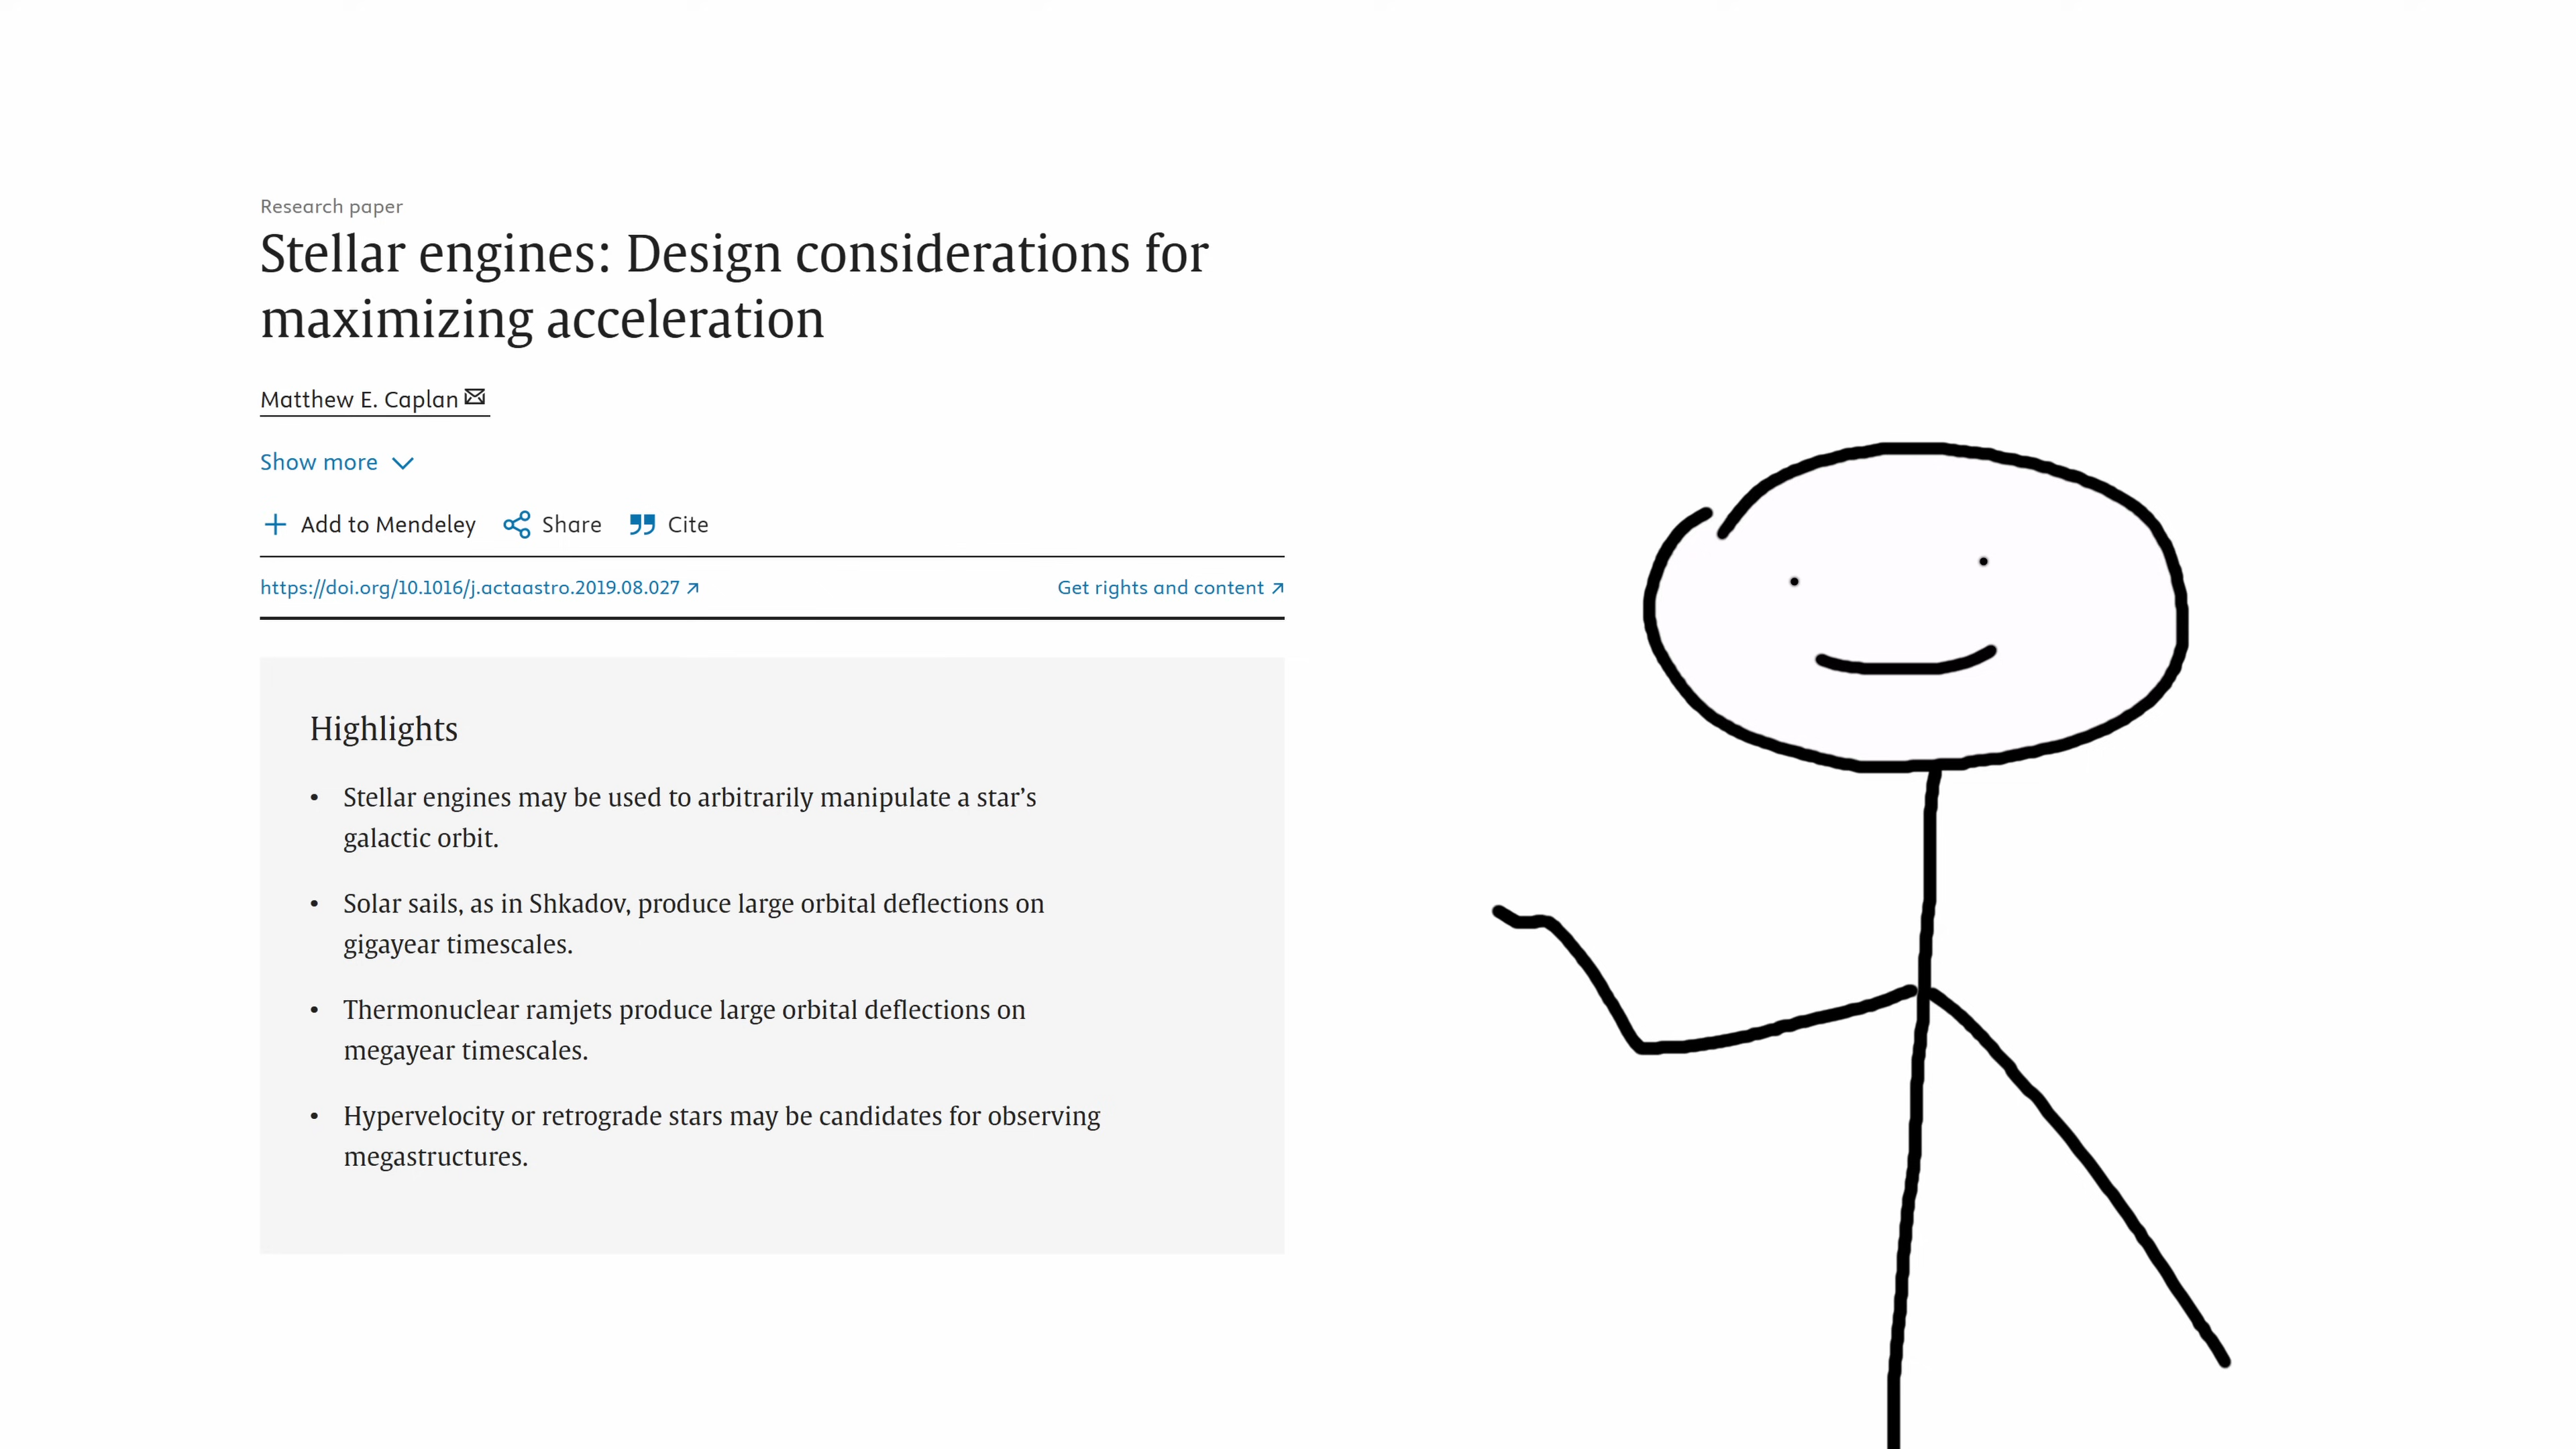 Research paper
Stellar engines: Design considerations for
maximizing acceleration
Matthew E. Caplan
Show more
Add to Mendeley Share Cite
https://doi.org/10.1016/j.actaastro.2019.08.027 Get rights and content
Highlights
• Stellar engines may be used to arbitrarily manipulate a star’s
galactic orbit.
• Solar sails, as in Shkadov, produce large orbital deflections on
gigayear timescales.
• Thermonuclear ramjets produce large orbital deflections on
megayear timescales.
• Hypervelocity or retrograde stars may be candidates for observing
megastructures.